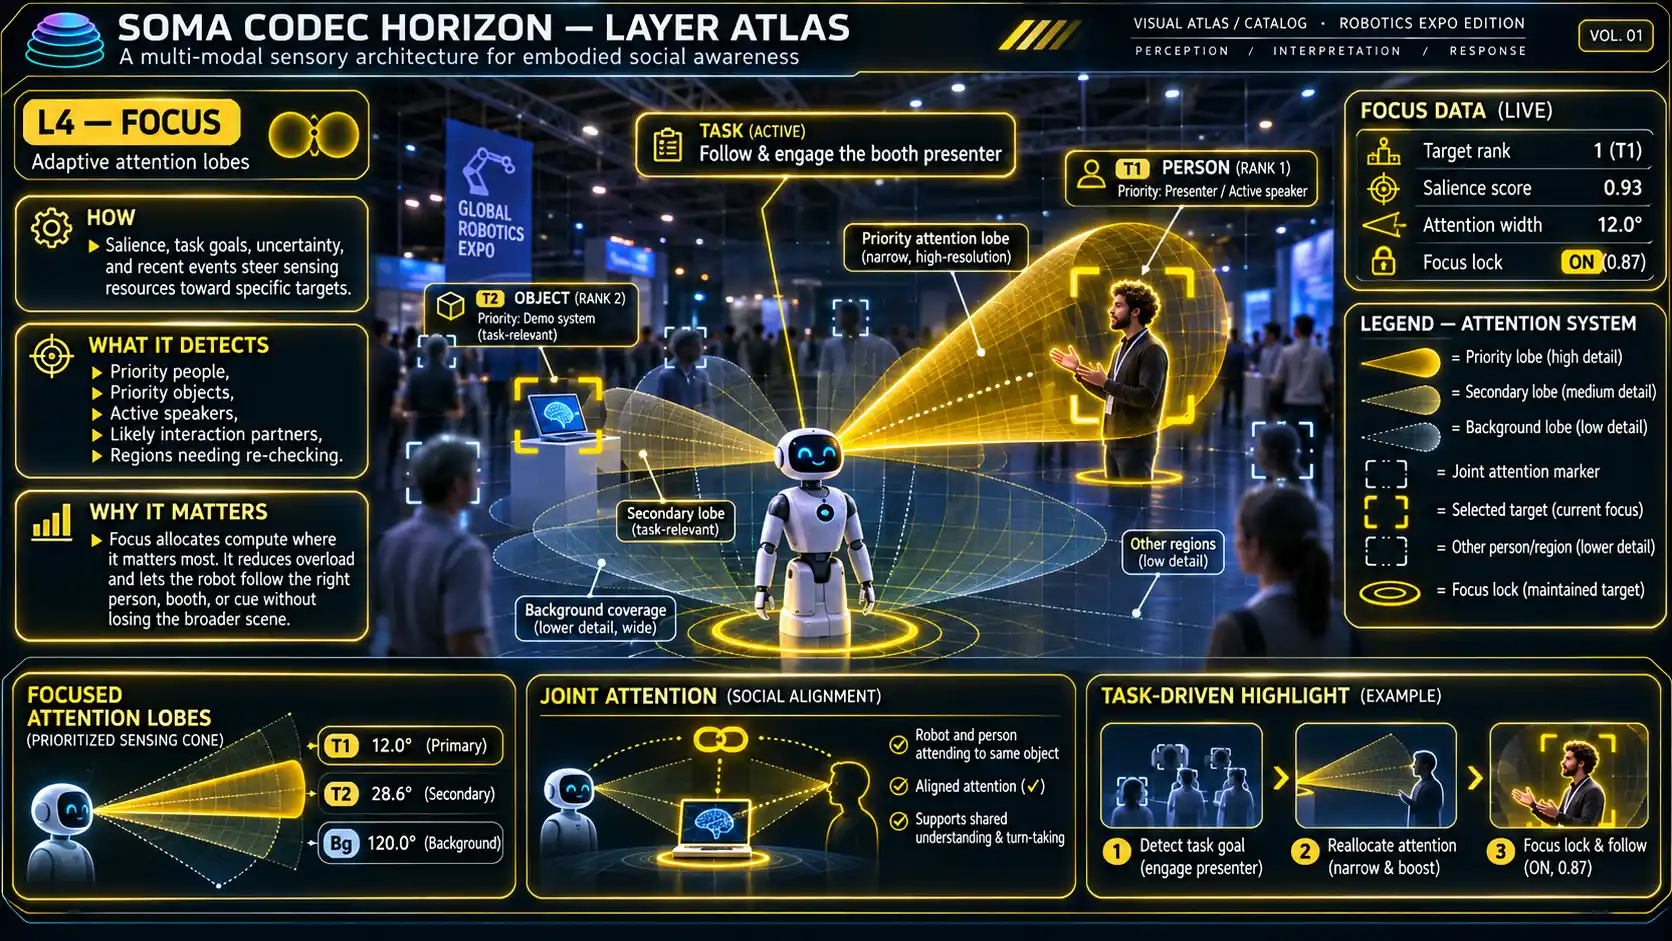 SOMA CODEC HORIZON — LAYER ATLAS
A multi-modal sensory architecture for embodied social awareness
VISUAL ATLAS / CATALOG · ROBOTICS EXPO EDITION
PERCEPTION / INTERPRETATION / RESPONSE
VOL. 01
L4 — FOCUS
Adaptive attention lobes
HOW
Salience, task goals, uncertainty,
and recent events steer sensing
resources toward specific targets.
WHAT IT DETECTS
Priority people,
Priority objects,
Active speakers,
Likely interaction partners,
Regions needing re-checking.
WHY IT MATTERS
Focus allocates compute where
it matters most. It reduces overload
and lets the robot follow the right
person, booth, or cue without
losing the broader scene.
GLOBAL
ROBOTICS
EXPO
TASK (ACTIVE)
Follow & engage the booth presenter
T1 PERSON (RANK 1)
Priority: Presenter / Active speaker
Priority attention lobe
(narrow, high-resolution)
T2 OBJECT (RANK 2)
Priority: Demo system
(task-relevant)
Secondary lobe
(task-relevant)
Background coverage
(lower detail, wide)
Other regions
(low detail)
FOCUS DATA (LIVE)
Target rank 1 (T1)
Salience score 0.93
Attention width 12.0°
Focus lock ON (0.87)
LEGEND — ATTENTION SYSTEM
= Priority lobe (high detail)
= Secondary lobe (medium detail)
= Background lobe (low detail)
= Joint attention marker
= Selected target (current focus)
= Other person/region (lower detail)
= Focus lock (maintained target)
FOCUSED
ATTENTION LOBES
(PRIORITIZED SENSING CONE)
T1 12.0° (Primary)
T2 28.6° (Secondary)
Bg 120.0° (Background)
JOINT ATTENTION (SOCIAL ALIGNMENT)
Robot and person
attending to same object
Aligned attention (✓)
Supports shared
understanding & turn-taking
TASK-DRIVEN HIGHLIGHT (EXAMPLE)
1 Detect task goal
(engage presenter)
2 Reallocate attention
(narrow & boost)
3 Focus lock & follow
(ON, 0.87)